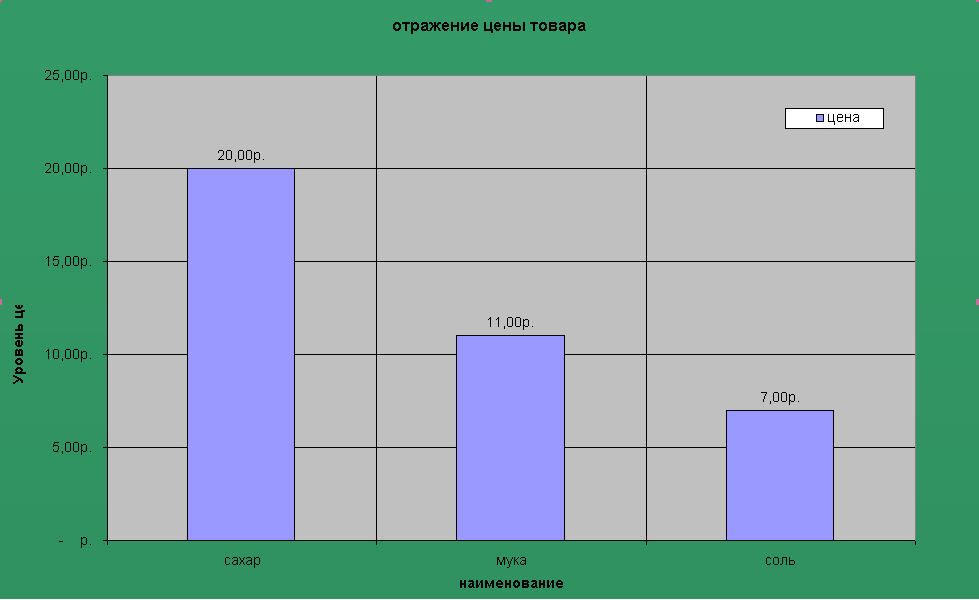 отражение цены товара
25,00р.
цена
20,00р.
20,00р.
15,00р.
11,00р.
10,00р.
7,00р.
5,00р.
- р.
Уровень
сахар
мука
соль
наименование